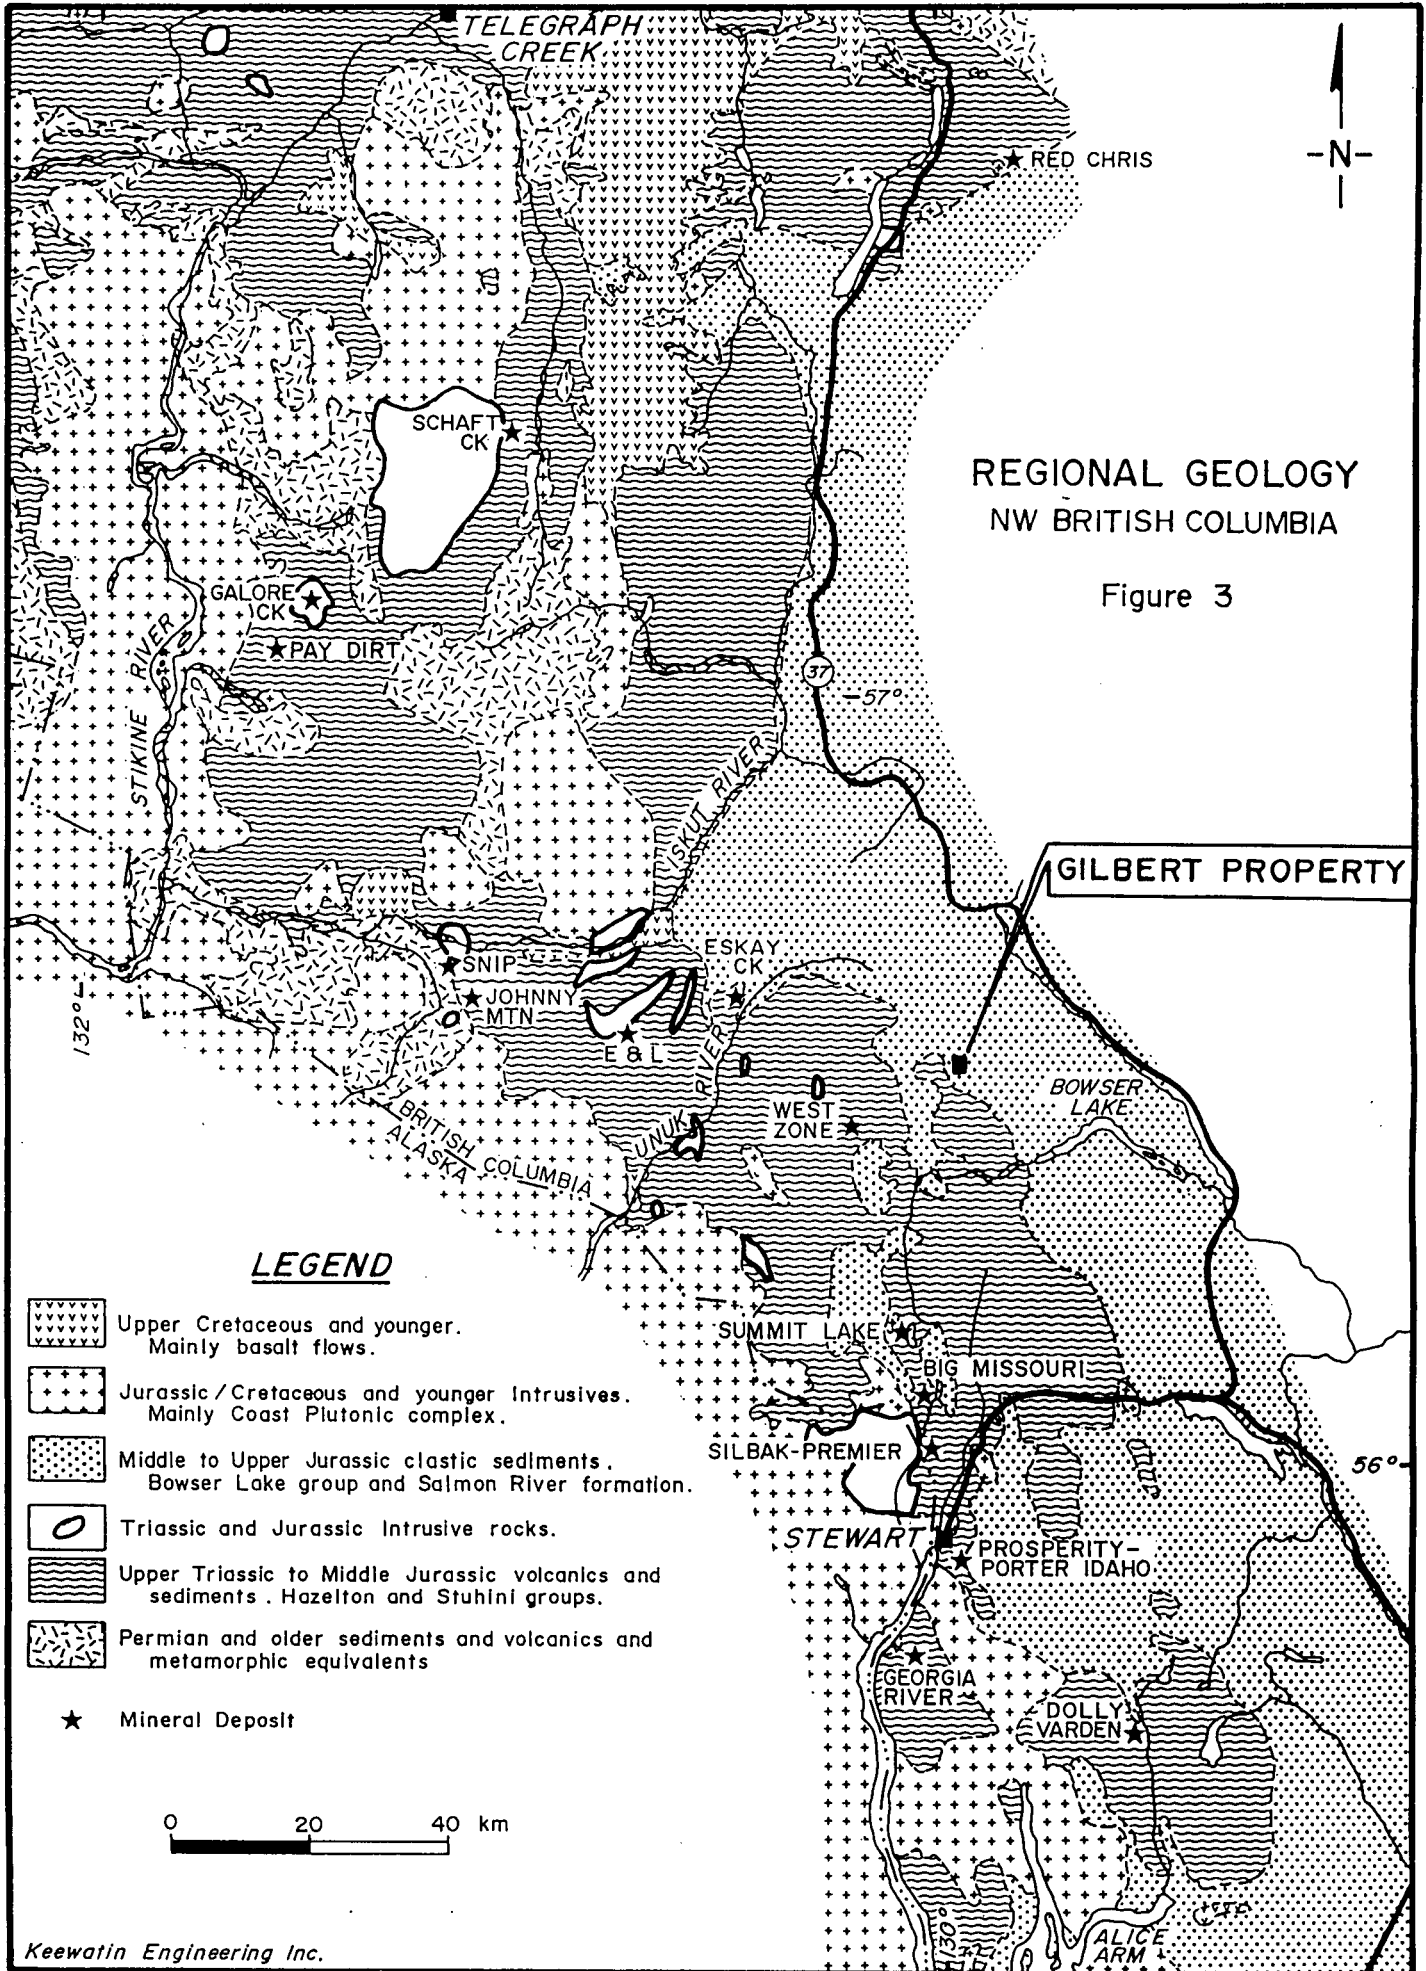 TELEGRAPH
CREEK
RED CHRIS
-N-
SCHAFT
CK
REGIONAL GEOLOGY
NW BRITISH COLUMBIA
Figure 3
GALORE
CK
PAY DIRT
STIKINE RIVER
37
57°
ISKUT RIVER
GILBERT PROPERTY
SNIP
JOHNNY
MTN
ESKAY
CK
E & L
132°
UNUK RIVER
WEST
ZONE
BOWSER
LAKE
BRITISH COLUMBIA
ALASKA
LEGEND
Upper Cretaceous and younger.
Mainly basalt flows.
Jurassic/Cretaceous and younger Intrusives.
Mainly Coast Plutonic complex.
Middle to Upper Jurassic clastic sediments.
Bowser Lake group and Salmon River formation.
Triassic and Jurassic Intrusive rocks.
Upper Triassic to Middle Jurassic volcanics and
sediments. Hazelton and Stuhini groups.
Permian and older sediments and volcanics and
metamorphic equivalents
Mineral Deposit
SUMMIT LAKE
BIG MISSOURI
SILBAK-PREMIER
56°
STEWART
PROSPERITY-
PORTER IDAHO
GEORGIA
RIVER
DOLLY
VARDEN
0 20 40 km
130°
ALICE
ARM
Keewatin Engineering Inc.